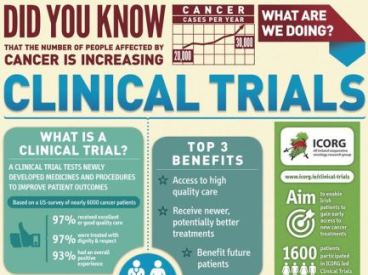 DID YOU KNOW
THAT THE NUMBER OF PEOPLE AFFECTED BY
CANCER IS INCREASING
CANCER
CASES PER YEAR
20,000
30,000
WHAT ARE
WE DOING?
CLINICAL TRIALS
WHAT IS A
CLINICAL TRIAL?
A CLINICAL TRIAL TESTS NEWLY
DEVELOPED MEDICINES AND PROCEDURES
TO IMPROVE PATIENT OUTCOMES
Based on a US-survey of nearly 6000 cancer patients
97% received excellent
or good quality care
97% were treated with
dignity & respect
93% had an overall
positive
experience
TOP 3
BENEFITS
Access to high
quality care
Receive newer,
potentially better
treatments
Benefit future
patients
ICORG
all ireland cooperative
oncology research group
www.icorg.ie/clinical-trials
Aim to enable
Irish
patients to
gain early
access to
new cancer
treatments
1600 patients
participated
in ICORG led
Clinical Trials